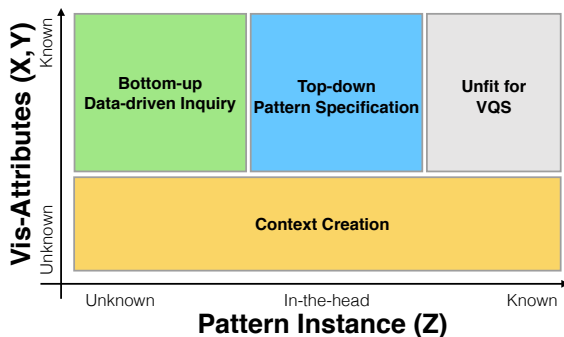 Vis-Attributes (X,Y)
Known
Unknown
Bottom-up
Data-driven Inquiry
Top-down
Pattern Specification
Unfit for
VQS
Context Creation
Unknown
In-the-head
Known
Pattern Instance (Z)